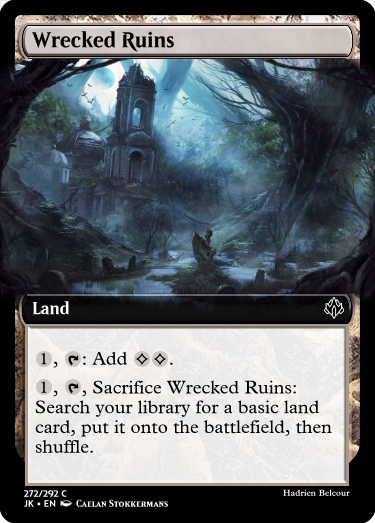 Wrecked Ruins
Land
1, : Add .
1, , Sacrifice Wrecked Ruins:
Search your library for a basic land
card, put it onto the battlefield, then
shuffle.
272/292 C
Hadrien Belcour
JK • EN Caelan Stokkermans